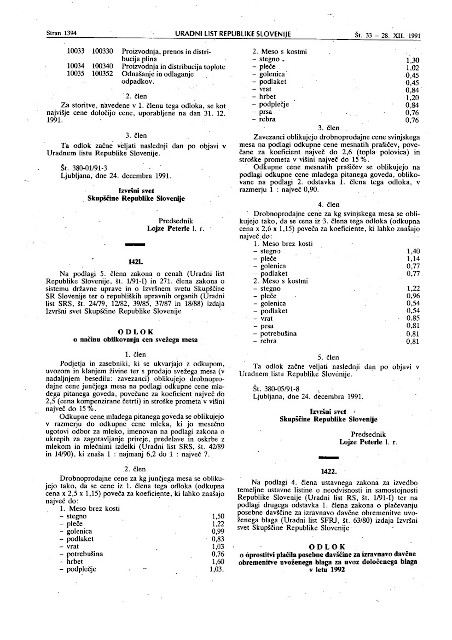 Stran 1394 URADNI LIST REPUBLIKE SLOVENIJE Št. 33 – 28. XII. 1991
10033 100330 Proizvodnja, prenos in distri-
bucija plina
10034 100340 Proizvodnja in distribucija toplote
10035 100352 Odnašanje in odlaganje
odpadkov.
2. člen
Za storitve, navedene v 1. členu tega odloka, se kot
najvišje cene določijo cene, uporabljene na dan 31. 12.
1991.
3. člen
Ta odlok začne veljati naslednji dan po objavi v
Uradnem listu Republike Slovenije.
Št. 380-01/91-3
Ljubljana, dne 24. decembra 1991.
Izvršni svet
Skupščine Republike Slovenije
Predsednik
Lojze Peterle l. r.
1421.
Na podlagi 5. člena zakona o cenah (Uradni list
Republike Slovenije, št. 1/91-I) in 271. člena zakona o
sistemu državne uprave in o Izvršnem svetu Skupščine
SR Slovenije ter o republiških upravnih organih (Uradni
list SRS, št. 24/79, 12/82, 39/85, 37/87 in 18/88) izdaja
Izvršni svet Skupščine Republike Slovenije
ODLOK
o načinu oblikovanja cen svežega mesa
1. člen
Podjetja in zasebniki, ki se ukvarjajo z odkupom,
uvozom in klanjem živine ter s prodajo svežega mesa (v
nadaljnjem besedilu: zavezanci) oblikujejo drobnopro-
dajne cene junčjega mesa na podlagi odkupne cene mla-
dega pitanega goveda, povečane za koeficient največ do
2,5 (cena kompenzirane četrti) in stroške prometa v višini
največ do 15%.
Odkupne cene mladega pitanega goveda se oblikujejo
v razmerju do odkupne cene mleka, ki jo mesečno
ugotovi odbor za mleko, imenovan na podlagi zakona o
ukrepih za zagotavljanje prireje, predelave in oskrbe z
mlekom in mlečnimi izdelki (Uradni list SRS, št. 42/89
in 14/90), ki znaša 1 : najmanj 6,2 do 1 : največ 7.
2. člen
Drobnoprodajne cene za kg junčjega mesa se obliku-
jejo tako, da se cene iz 1. člena tega odloka (odkupna
cena x 2,5 x 1,15) poveča za koeficient, ki lahko znašajo
največ do:
1. Meso brez kosti
– stegno 1,50
– pleče 1,22
– golenica 0,99
– podlaket 0,83
– vrat 1,03
– potrebušina 0,76
– hrbet 1,60
– podplečje 1,03.
2. Meso s kostmi
– stegno 1,30
– pleče 1,02
– golenica 0,45
– podlaket 0,45
– vrat 0,84
– hrbet 1,20
– podplečje 0,84
prsa 0,76
– rebra 0,76
3. člen
Zavezanci oblikujejo drobnoprodajne cene svinjskega
mesa na podlagi odkupne cene mesnatih prašičev, pove-
čane za koeficient največ do 2,6 (topla polovica) in
stroške prometa v višini največ do 15%.
Odkupne cene mesnatih prašičev se oblikujejo na
podlagi odkupne cene mladega pitanega goveda, obliko-
vane na podlagi 2. odstavka 1. člena tega odloka, v
razmerju 1 : največ 0,90.
4. člen
Drobnoprodajne cene za kg svinjskega mesa se obli-
kujejo tako, da se cena iz 3. člena tega odloka (odkupna
cena x 2,6 x 1,15) poveča za koeficiente, ki lahko znašajo
največ do:
1. Meso brez kosti
– stegno 1,40
– pleče 1,14
– golenica 0,77
podlaket 0,77
2. Meso s kostmi
– stegno 1,22
– pleče 0,96
– golenica 0,54
– podlaket 0,54
– vrat 0,85
– prsa 0,81
– potrebušina 0,81
– rebra 0,81
5. člen
Ta odlok začne veljati naslednji dan po objavi v
Uradnem listu Republike Slovenije.
Št. 380-05/91-8
Ljubljana, dne 24. decembra 1991.
Izvršni svet
Skupščine Republike Slovenije
Predsednik
Lojze Peterle l. r.
1422.
Na podlagi 4. člena ustavnega zakona za izvedbo
temeljne ustavne listine o neodvisnosti in samostojnosti
Republike Slovenije (Uradni list RS, št. 1/91-I) ter na
podlagi drugega odstavka 1. člena zakona o plačevanju
posebne davščine za izravnavo davčne obremenitve uvo-
ženega blaga (Uradni list SFRJ, št. 63/80) izdaja Izvršni
svet Skupščine Republike Slovenije
ODLOK
o oprostitvi plačila posebne davščine za izravnavo davčne
obremenitve uvoženega blaga za uvoz določenega blaga
v letu 1992